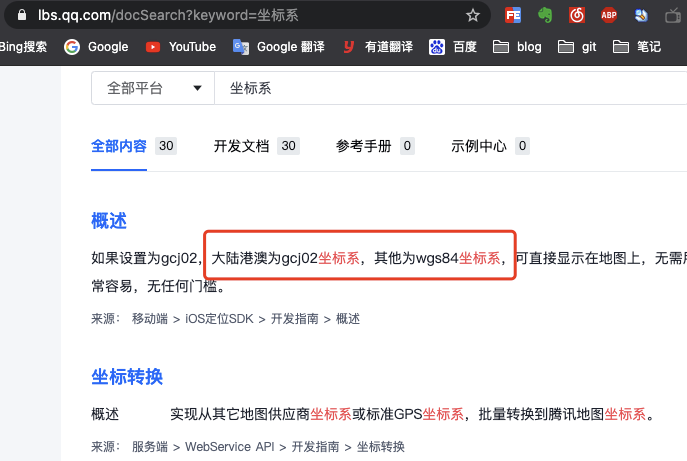 lbs.qq.com/docSearch?keyword=坐标系
FE ABP
Bing搜索 Google YouTube Google 翻译 有道翻译 百度 blog git 笔记
全部平台 坐标系
全部内容 30 开发文档 30 参考手册 0 示例中心 0
概述
如果设置为gcj02，大陆港澳为gcj02坐标系，其他为wgs84坐标系，可直接显示在地图上，无需
常容易，无任何门槛。
来源： 移动端 > iOS定位SDK > 开发指南 > 概述
坐标转换
概述 实现从其它地图供应商坐标系或标准GPS坐标系，批量转换到腾讯地图坐标系。
来源： 服务端 > WebService API > 开发指南 > 坐标转换